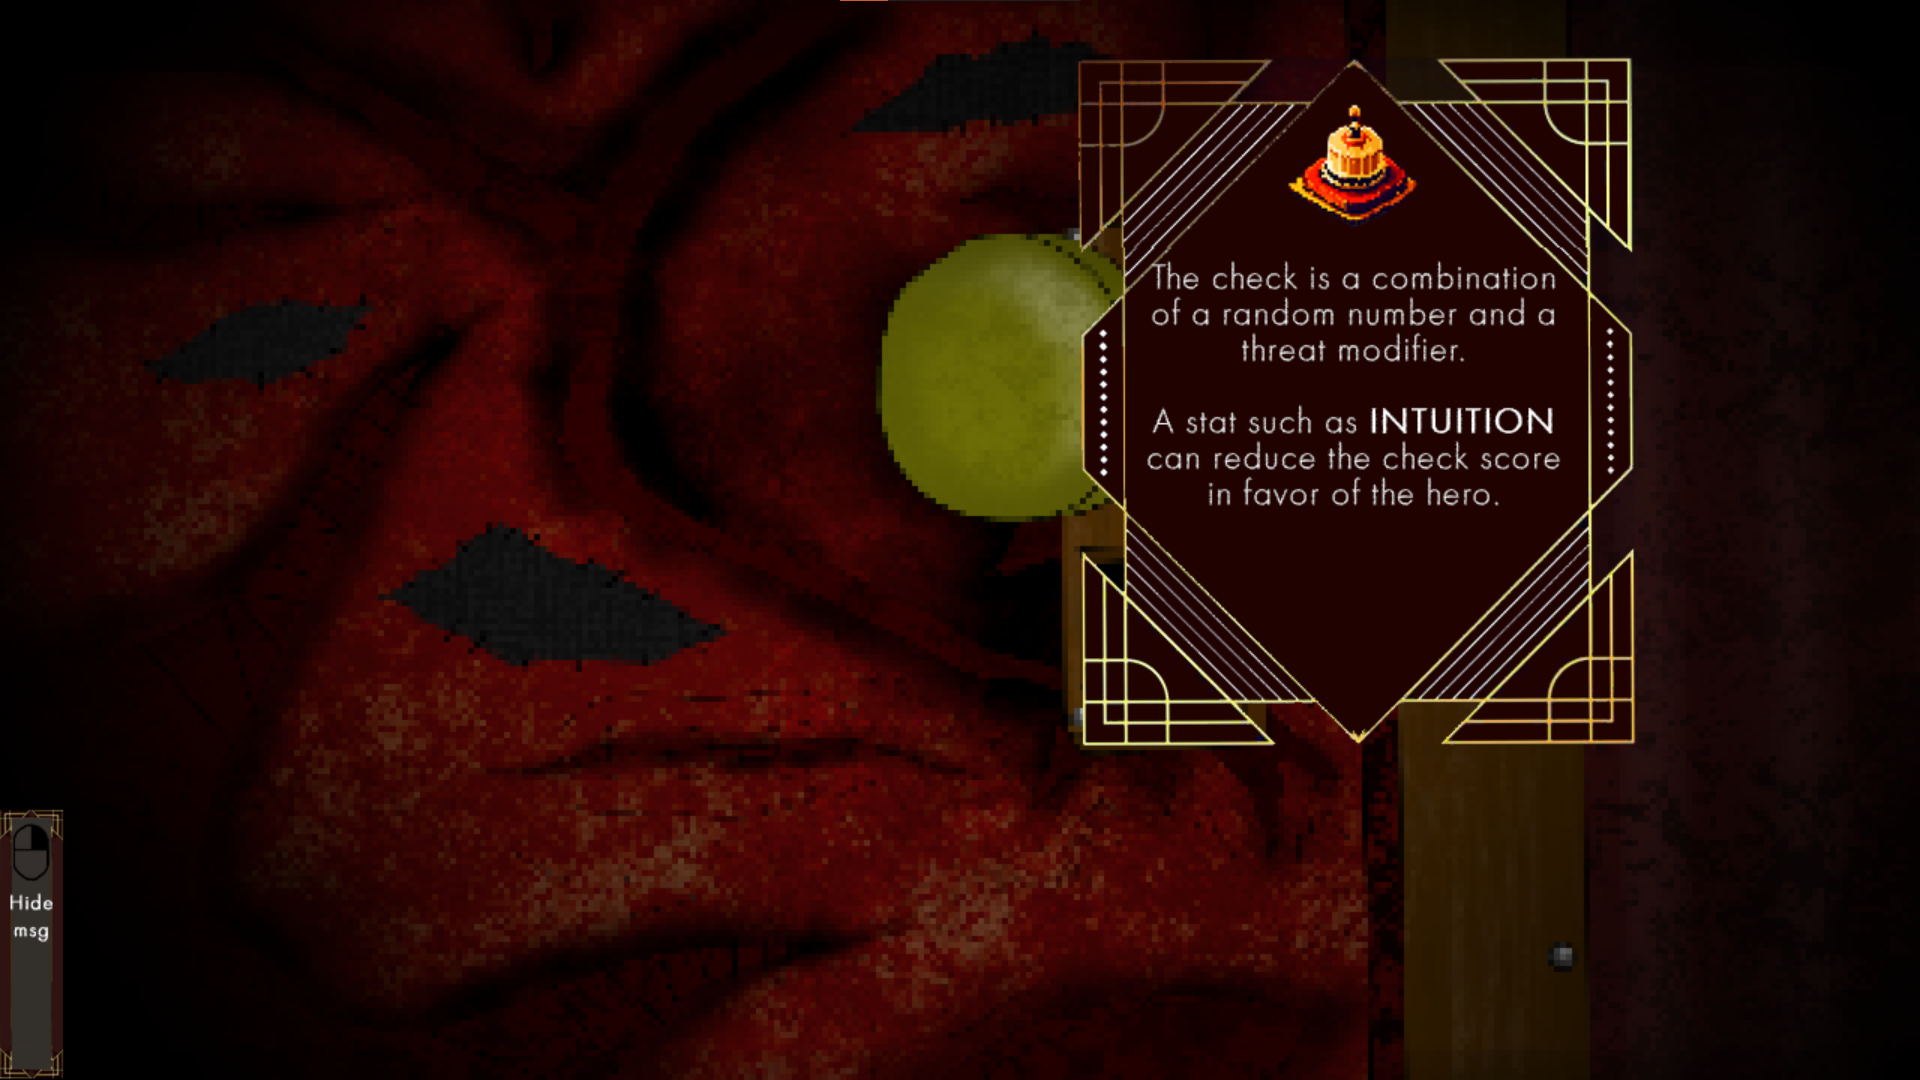 The check is a combination
of a random number and a
threat modifier.
A stat such as INTUITION
can reduce the check score
in favor of the hero.
Hide
msg